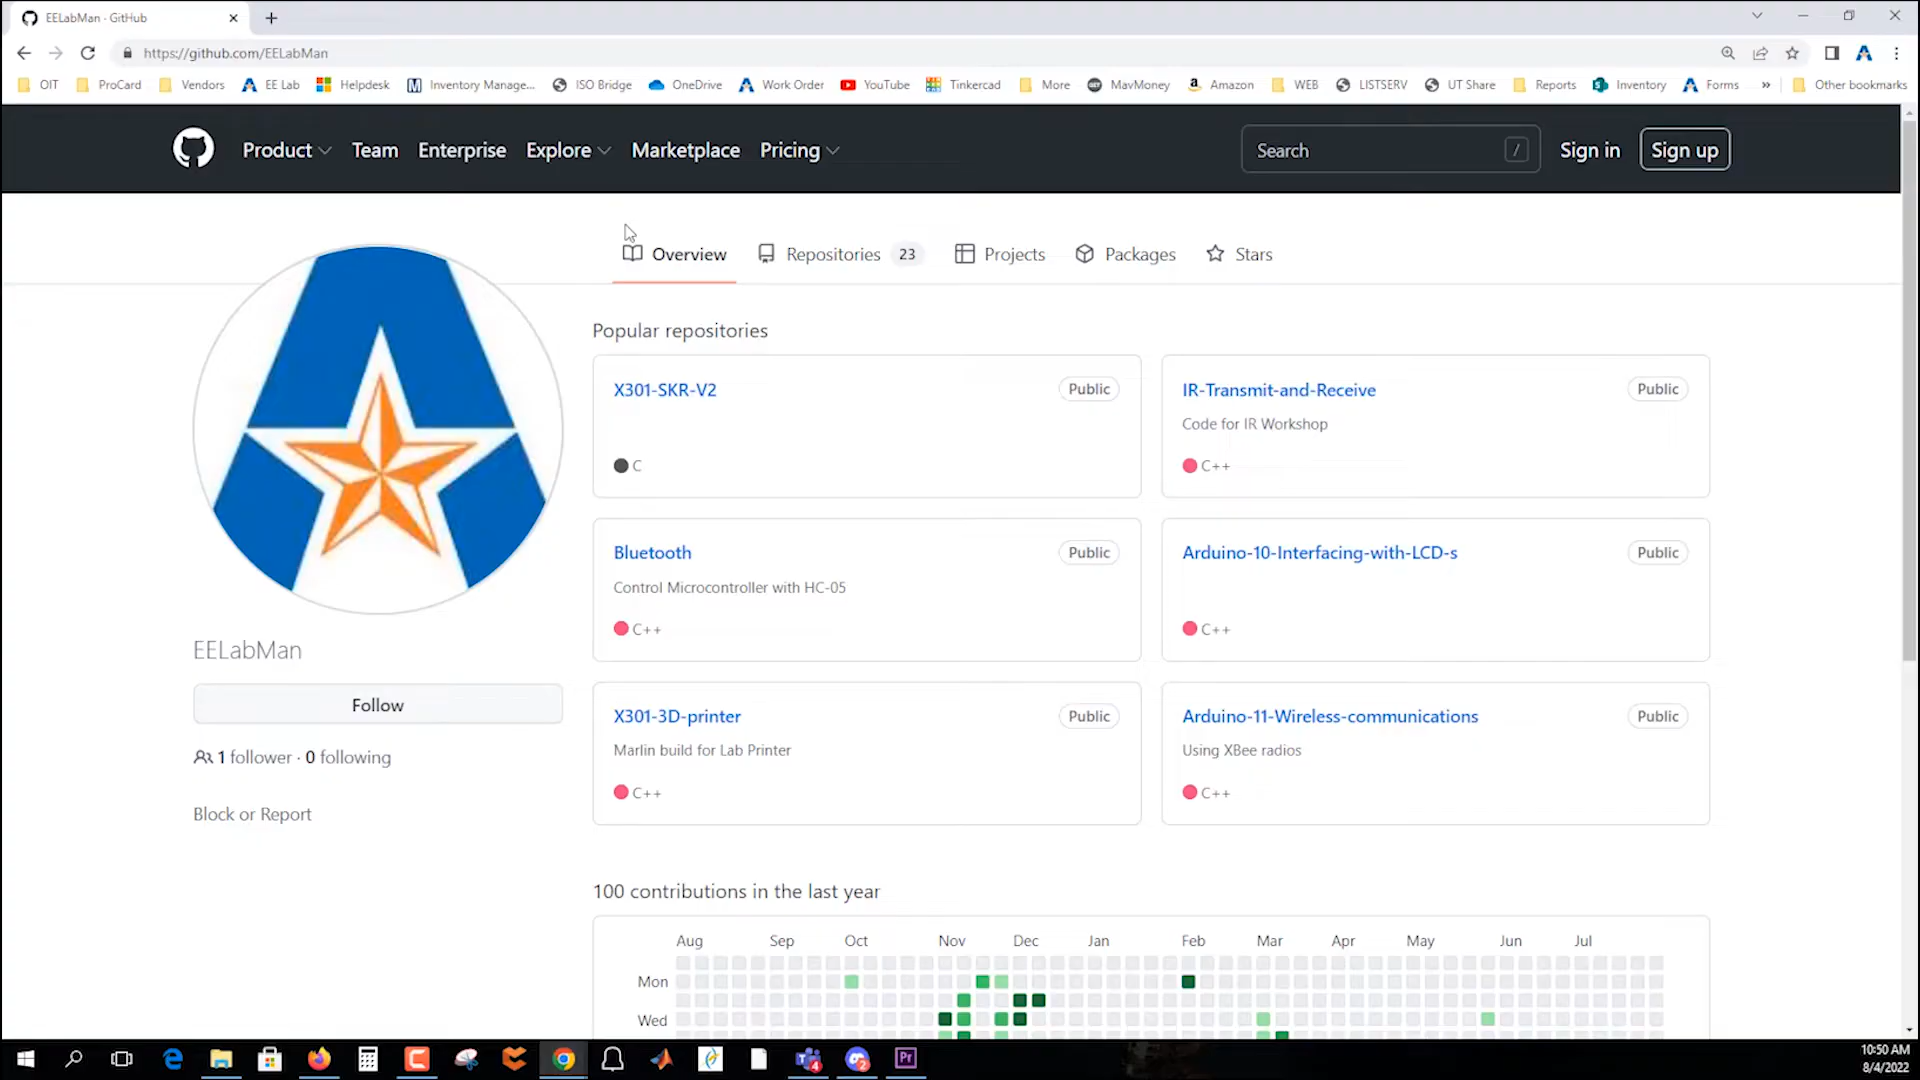 EELabMan · GitHub
https://github.com/EELabMan
OIT ProCard Vendors EE Lab Helpdesk Inventory Manage... ISO Bridge OneDrive Work Order YouTube Tinkercad More MavMoney Amazon WEB LISTSERV UT Share Reports Inventory Forms » Other bookmarks
Product Team Enterprise Explore Marketplace Pricing Search / Sign in Sign up
Overview Repositories 23 Projects Packages Stars
Popular repositories
X301-SKR-V2 Public
C
IR-Transmit-and-Receive Public
Code for IR Workshop
C++
Bluetooth Public
Control Microcontroller with HC-05
C++
Arduino-10-Interfacing-with-LCD-s Public
C++
X301-3D-printer Public
Marlin build for Lab Printer
C++
Arduino-11-Wireless-communications Public
Using XBee radios
C++
EELabMan
Follow
1 follower · 0 following
Block or Report
100 contributions in the last year
Aug Sep Oct Nov Dec Jan Feb Mar Apr May Jun Jul
Mon
Wed
4
2
Pr
10:50 AM
8/4/2022